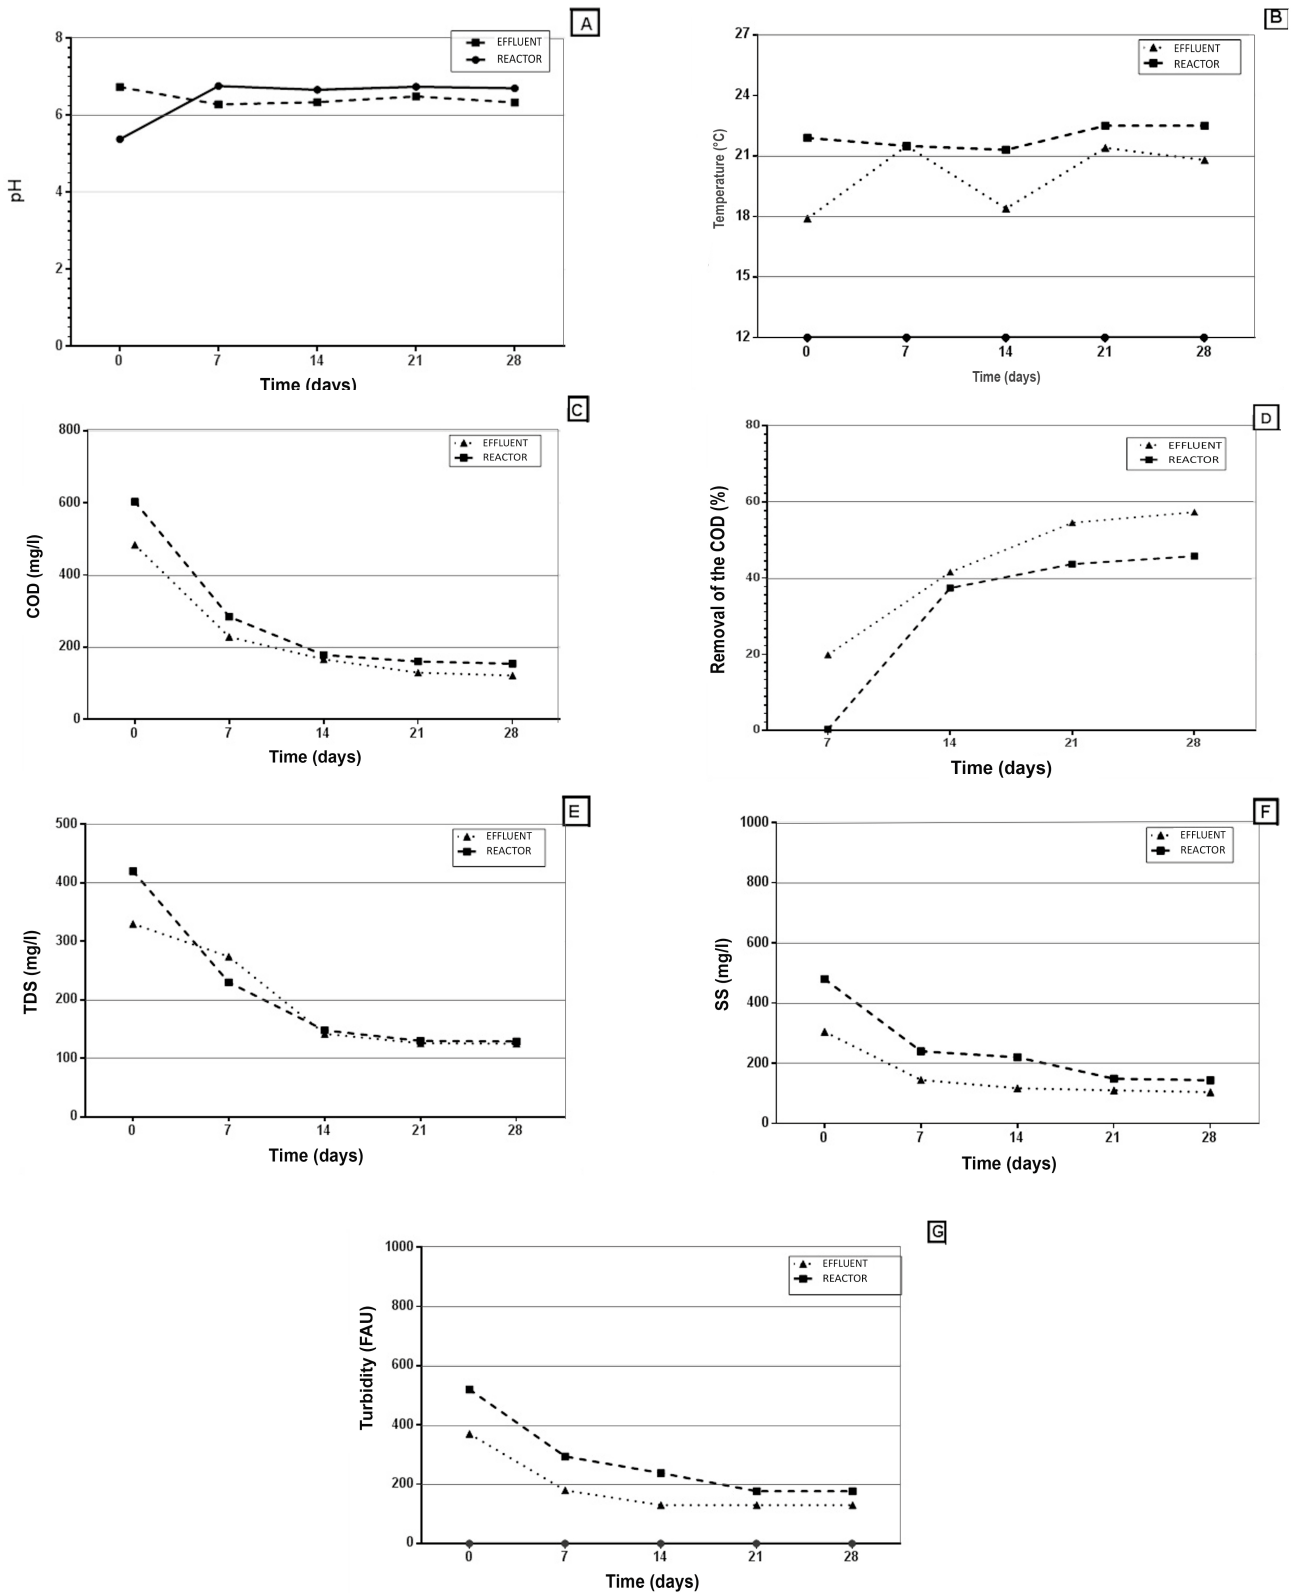 A
8
6
4
2
0
pH
EFFLUENT
REACTOR
0 7 14 21 28
Time (days)
B
27
24
21
18
15
12
Temperature (°C)
EFFLUENT
REACTOR
0 7 14 21 28
Time (days)
C
800
600
400
200
0
COD (mg/l)
EFFLUENT
REACTOR
0 7 14 21 28
Time (days)
D
80
60
40
20
0
Removal of the COD (%)
EFFLUENT
REACTOR
7 14 21 28
Time (days)
E
500
400
300
200
100
0
TDS (mg/l)
EFFLUENT
REACTOR
0 7 14 21 28
Time (days)
F
1000
800
600
400
200
0
SS (mg/l)
EFFLUENT
REACTOR
0 7 14 21 28
Time (days)
G
1000
800
600
400
200
0
Turbidity (FAU)
EFFLUENT
REACTOR
0 7 14 21 28
Time (days)